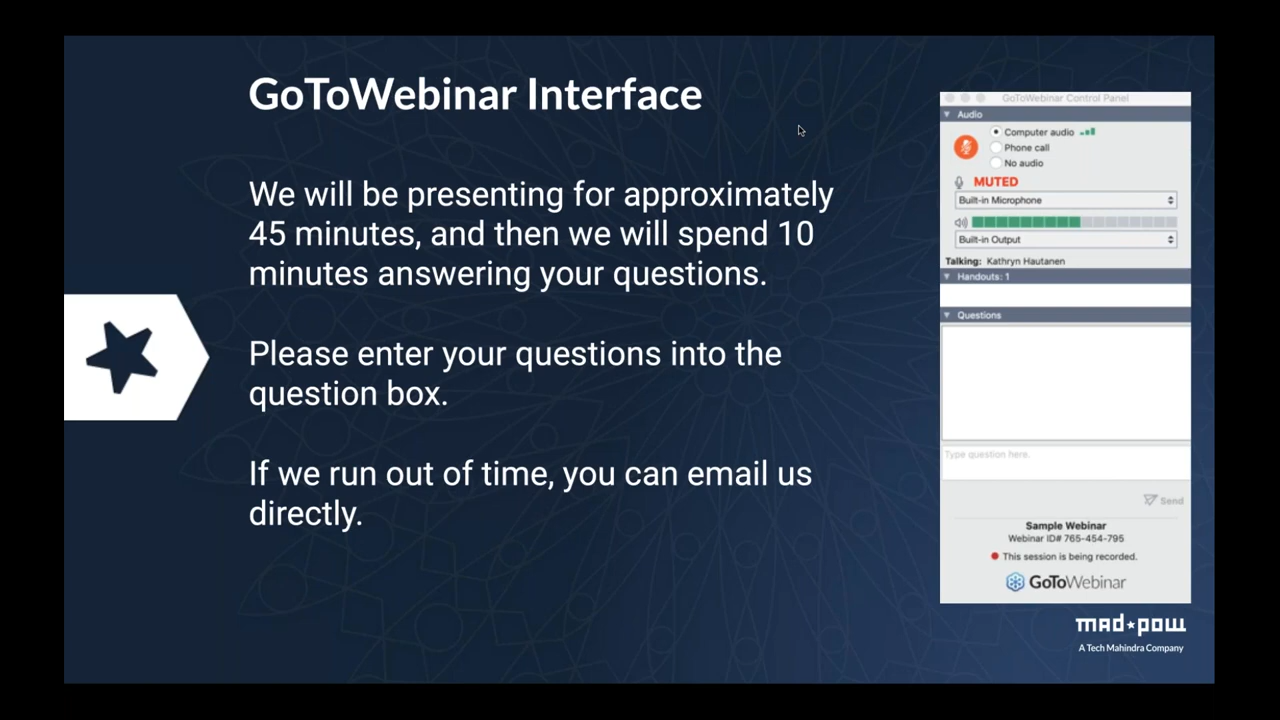 GoToWebinar Interface
We will be presenting for approximately
45 minutes, and then we will spend 10
minutes answering your questions.
Please enter your questions into the
question box.
If we run out of time, you can email us
directly.
GoToWebinar Control Panel
Audio
Computer audio
Phone call
No audio
MUTED
Built-in Microphone
Built-in Output
Talking: Kathryn Hautanen
Handouts: 1
Questions
Type question here.
Send
Sample Webinar
Webinar ID# 765-454-795
This session is being recorded.
GoToWebinar
mad pow
A Tech Mahindra Company